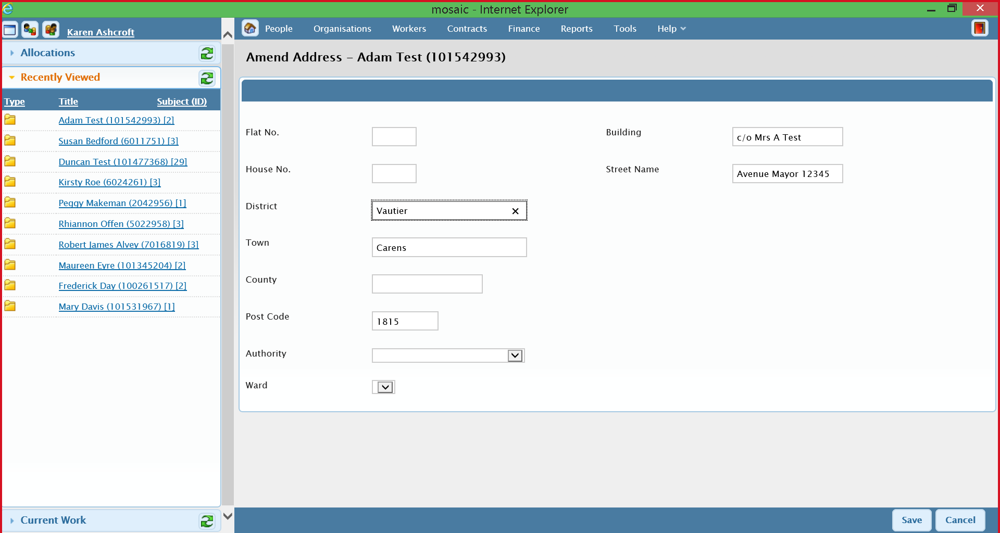 mosaic - Internet Explorer
Karen Ashcroft
People Organisations Workers Contracts Finance Reports Tools Help
Allocations
Recently Viewed
Type Title Subject (ID)
Adam Test (101542993) [2]
Susan Bedford (6011751) [3]
Duncan Test (101477368) [29]
Kirsty Roe (6024261) [3]
Peggy Makeman (2042956) [1]
Rhiannon Offen (5022958) [3]
Robert James Alvey (7016819) [3]
Maureen Eyre (101345204) [2]
Frederick Day (100261517) [2]
Mary Davis (101531967) [1]
Current Work
Amend Address – Adam Test (101542993)
Flat No.
Building c/o Mrs A Test
House No.
Street Name Avenue Mayor 12345
District Vautier
Town Carens
County
Post Code 1815
Authority
Ward
Save Cancel